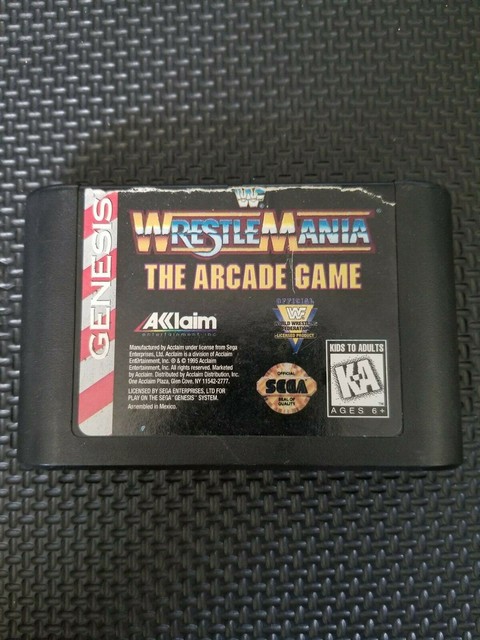 GENESIS
WF
WRESTLEMANIA
THE ARCADE GAME
AKKlaim
entertainment inc.
OFFICIAL
WF
WORLD WRESTLING
FEDERATION
LICENSED PRODUCT
Manufactured by Acclaim under license from Sega
Enterprises, Ltd. Acclaim is a division of Acclaim
Entertainment, Inc. ® & © 1995 Acclaim
Entertainment, Inc. All rights reserved. Marketed
by Acclaim. Distributed by Acclaim Distribution, Inc.
One Acclaim Plaza, Glen Cove, NY 11542-2777.
LICENSED BY SEGA ENTERPRISES, LTD FOR
PLAY ON THE SEGA™ GENESIS™ SYSTEM.
Assembled in Mexico.
OFFICIAL
SEGA
SEAL OF
QUALITY
KIDS TO ADULTS
K-A
AGES 6+